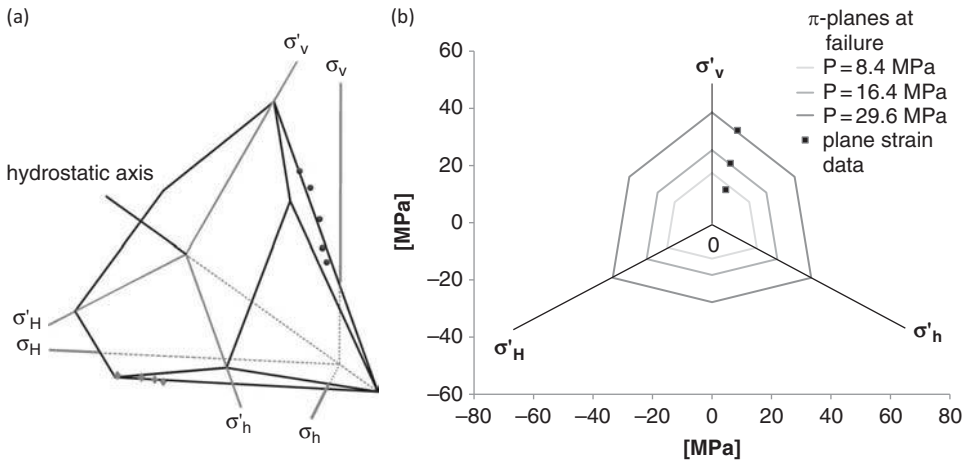 (a)
σ'ᵥ
σᵥ
hydrostatic axis
σ'H
σH
σ'h
σh
(b)
π-planes at
failure
P = 8.4 MPa
P = 16.4 MPa
P = 29.6 MPa
plane strain
data
60
40
20
0
−20
−40
−60
[MPa]
σ'ᵥ
0
σ'H
σ'h
−80 −60 −40 −20 0 20 40 60 80
[MPa]